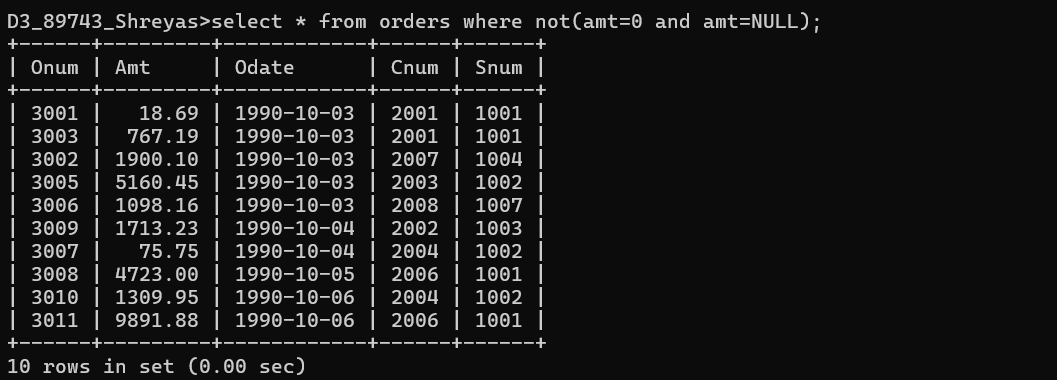 D3_89743_Shreyas>select * from orders where not(amt=0 and amt=NULL);
+------+---------+------------+------+------+
| Onum | Amt     | Odate      | Cnum | Snum |
+------+---------+------------+------+------+
| 3001 |   18.69 | 1990-10-03 | 2001 | 1001 |
| 3003 |  767.19 | 1990-10-03 | 2001 | 1001 |
| 3002 | 1900.10 | 1990-10-03 | 2007 | 1004 |
| 3005 | 5160.45 | 1990-10-03 | 2003 | 1002 |
| 3006 | 1098.16 | 1990-10-03 | 2008 | 1007 |
| 3009 | 1713.23 | 1990-10-04 | 2002 | 1003 |
| 3007 |   75.75 | 1990-10-04 | 2004 | 1002 |
| 3008 | 4723.00 | 1990-10-05 | 2006 | 1001 |
| 3010 | 1309.95 | 1990-10-06 | 2004 | 1002 |
| 3011 | 9891.88 | 1990-10-06 | 2006 | 1001 |
+------+---------+------------+------+------+
10 rows in set (0.00 sec)